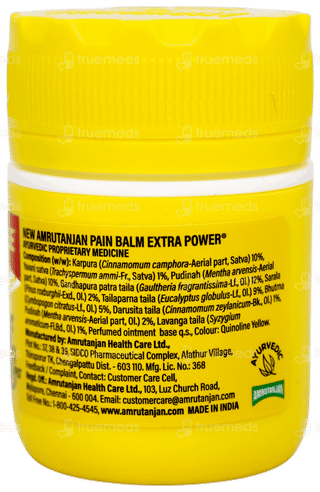 NEW AMRUTANJAN PAIN BALM EXTRA POWER®
AYURVEDIC PROPRIETARY MEDICINE
Composition (w/w): Karpura (Cinnamomum camphora-Aerial part, Satva) 10%,
satva (Trachyspermum ammi-Fr., Satva) 1%, Pudinah (Mentha arvensis-Aerial
Satva) 1%, Gandhapura patra taila (Gaultheria fragrantissima-Lf., Ol.) 12%, Sarala
roxburghii-Exd., Ol.) 2%, Tailaparna taila (Eucalyptus globulus-Lf., Ol.) 9%, Bhutrna
(Cymbopogon citratus-Lf., Ol.) 5%, Darusita taila (Cinnamomum zeylanicum-Bk., Ol.) 1%,
Pudinah (Mentha arvensis-Aerial part, Ol.) 2%, Lavanga taila (Syzygium
aromaticum-Fl.Bd., Ol.) 1%, Perfumed ointment base q.s., Colour: Quinoline Yellow.
Manufactured by: Amrutanjan Health Care Ltd.,
Plot No: 37, 38 & 39, SIDCO Pharmaceutical Complex, Alathur Village,
Thiruporur TK, Chengalpattu Dist. - 603 110. Mfg. Lic. No.: 368
Feedback / Complaint, Contact: Customer Care Cell,
Regd. Off.: Amrutanjan Health Care Ltd., 103, Luz Church Road,
Mylapore, Chennai - 600 004. Email: customercare@amrutanjan.com
Toll Free No.: 1-800-425-4545, www.amrutanjan.com MADE IN INDIA
AYURVEDIC
AMRUTANJAN
truemeds